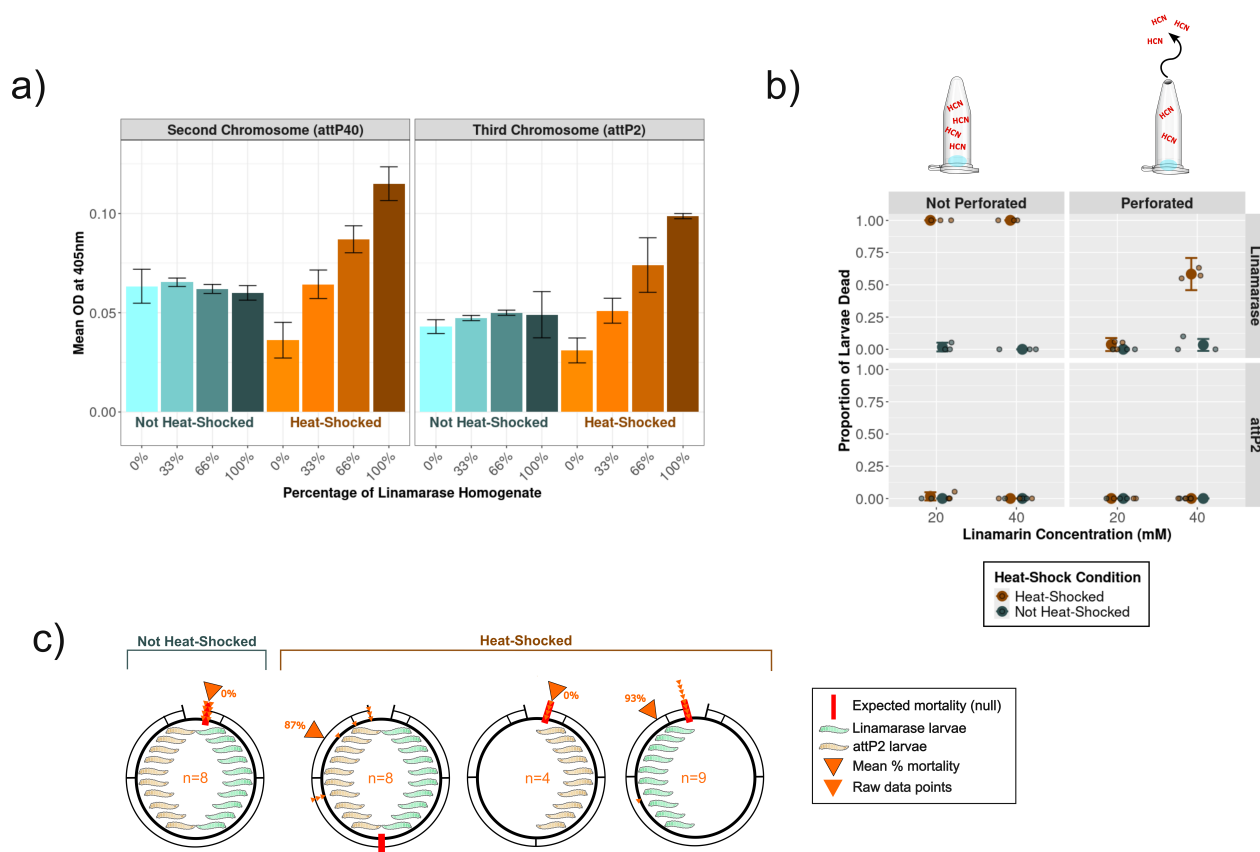 a)
Second Chromosome (attP40)
Third Chromosome (attP2)
Mean OD at 405nm
0.10
0.05
0.00
Not Heat-Shocked
Heat-Shocked
Not Heat-Shocked
Heat-Shocked
0%
33%
66%
100%
0%
33%
66%
100%
0%
33%
66%
100%
0%
33%
66%
100%
Percentage of Linamarase Homogenate
b)
HCN
HCN
HCN
HCN
HCN
HCN
HCN
HCN
HCN
Not Perforated
Perforated
Proportion of Larvae Dead
1.00
0.75
0.50
0.25
0.00
1.00
0.75
0.50
0.25
0.00
Linamarase
attP2
20
40
20
40
Linamarin Concentration (mM)
Heat-Shock Condition
Heat-Shocked
Not Heat-Shocked
c)
Not Heat-Shocked
Heat-Shocked
0%
n=8
87%
n=8
0%
n=4
93%
n=9
Expected mortality (null)
Linamarase larvae
attP2 larvae
Mean % mortality
Raw data points